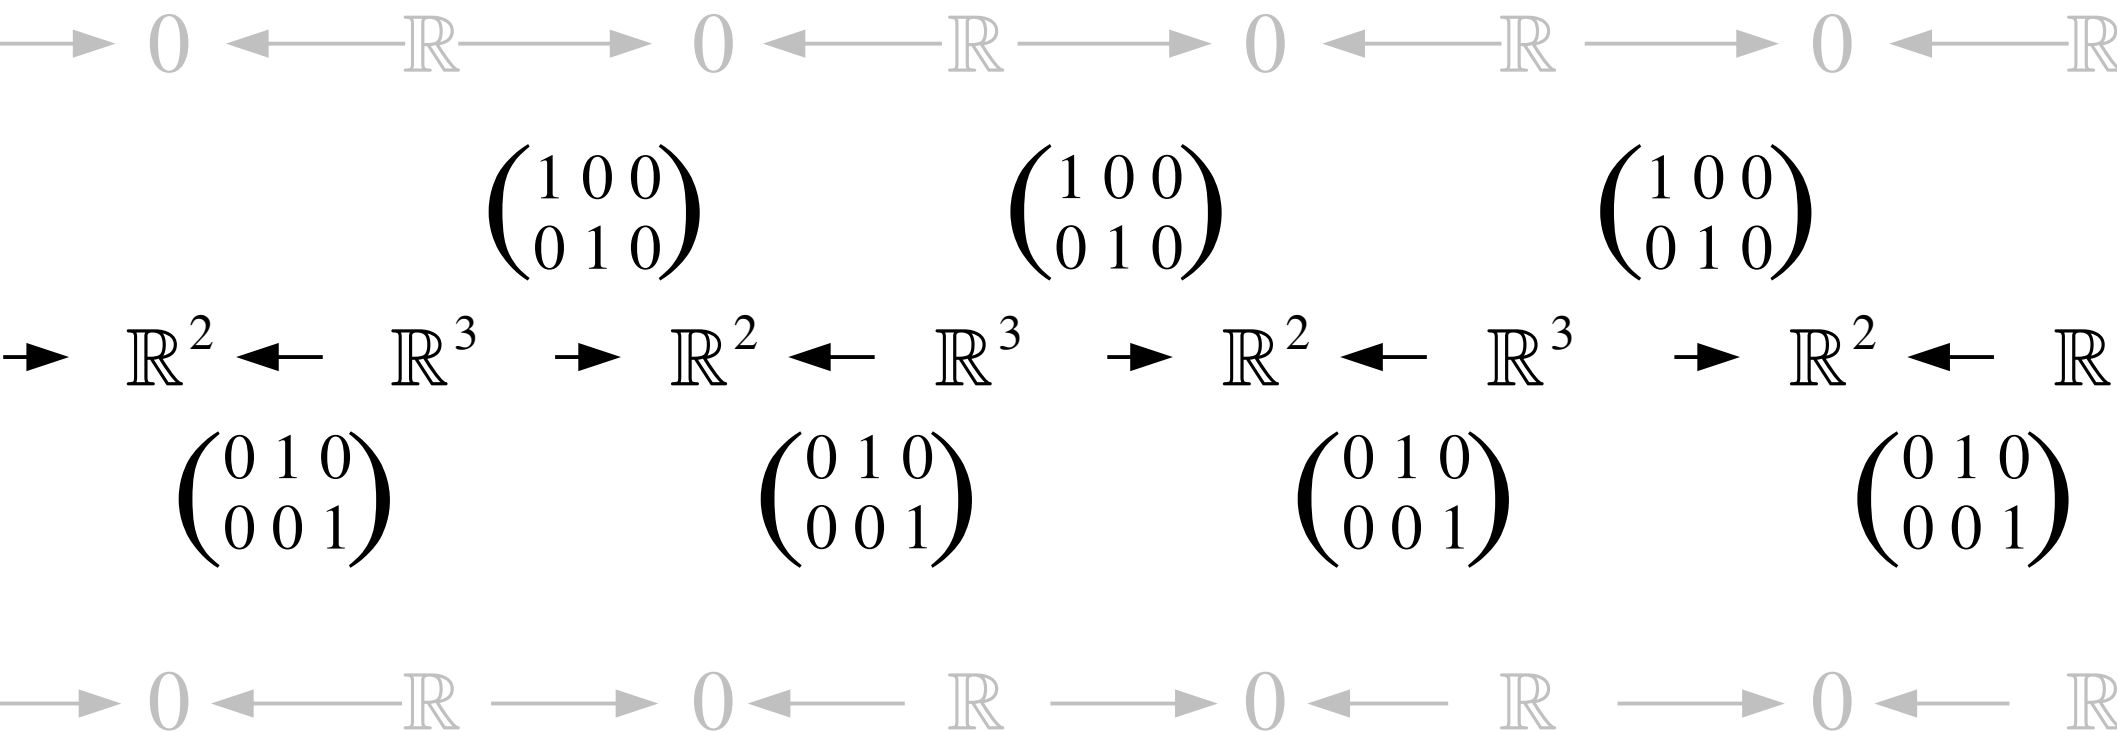 → 0 ← ℝ → 0 ← ℝ → 0 ← ℝ → 0 ← ℝ
(1 0 0) (1 0 0) (1 0 0)
(0 1 0) (0 1 0) (0 1 0)
→ ℝ² ← ℝ³ → ℝ² ← ℝ³ → ℝ² ← ℝ³ → ℝ² ← ℝ
(0 1 0) (0 1 0) (0 1 0) (0 1 0)
(0 0 1) (0 0 1) (0 0 1) (0 0 1)
→ 0 ← ℝ → 0 ← ℝ → 0 ← ℝ → 0 ← ℝ